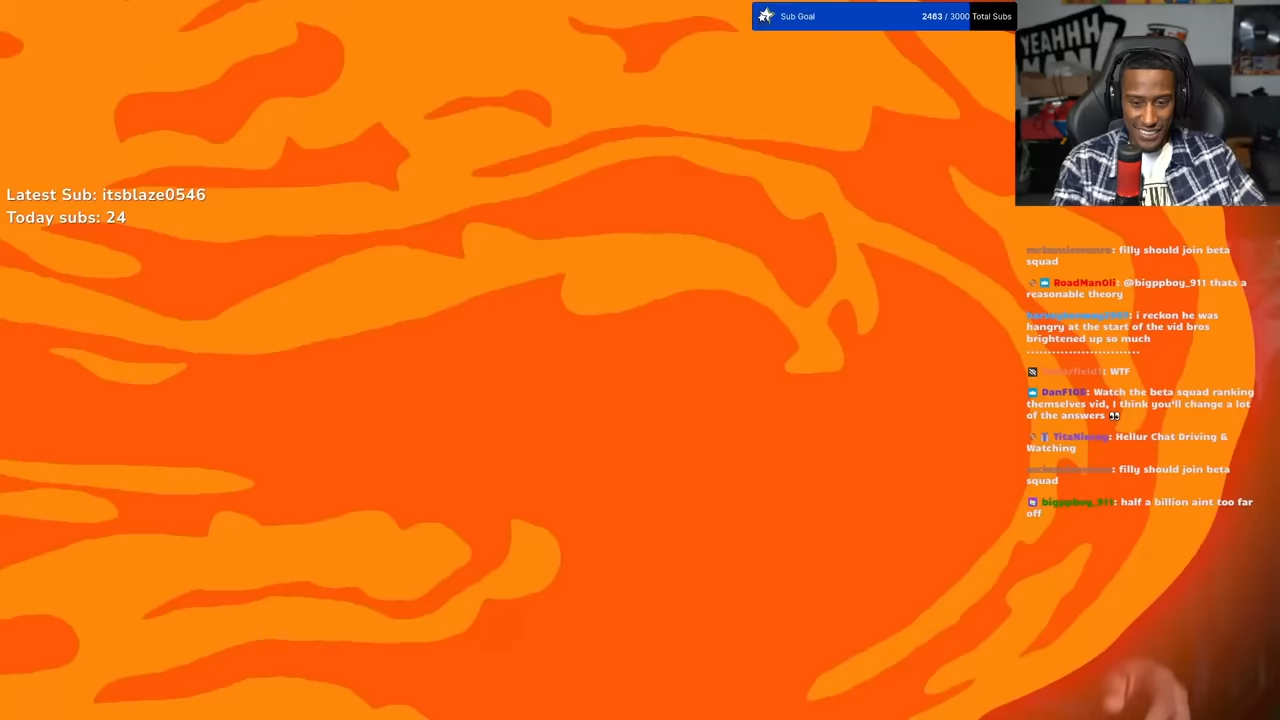 Sub Goal
2463 / 3000 Total Subs
YEAHHH
Latest Sub: itsblaze0546
Today subs: 24
: filly should join beta
squad
RoadManOli: @bigppboy_911 thats a
reasonable theory
: i reckon he was
hangry at the start of the vid bros
brightened up so much
---------------------------
: WTF
DanF105: Watch the beta squad ranking
themselves vid, I think you'll change a lot
of the answers 👀
: Hellur Chat Driving &
Watching
: filly should join beta
squad
bigppboy_911: half a billion aint too far
off